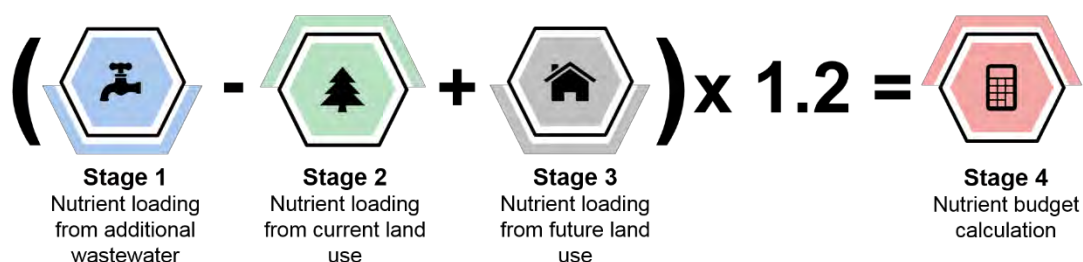 ( - + ) x 1.2 =
Stage 1
Nutrient loading
from additional
wastewater
Stage 2
Nutrient loading
from current land
use
Stage 3
Nutrient loading
from future land
use
Stage 4
Nutrient budget
calculation